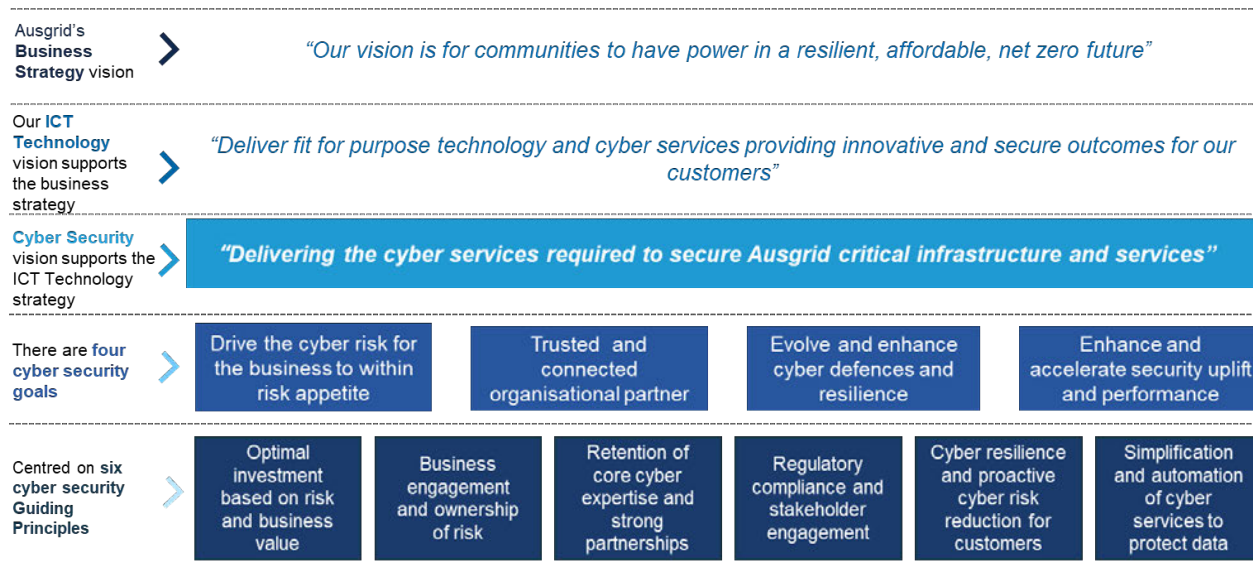 Ausgrid's
Business
Strategy vision
“Our vision is for communities to have power in a resilient, affordable, net zero future”
Our ICT
Technology
vision supports
the business
strategy
“Deliver fit for purpose technology and cyber services providing innovative and secure outcomes for our
customers”
Cyber Security
vision supports the
ICT Technology
strategy
“Delivering the cyber services required to secure Ausgrid critical infrastructure and services”
There are four
cyber security
goals
Drive the cyber risk for
the business to within
risk appetite
Trusted and
connected
organisational partner
Evolve and enhance
cyber defences and
resilience
Enhance and
accelerate security uplift
and performance
Centred on six
cyber security
Guiding
Principles
Optimal
investment
based on risk
and business
value
Business
engagement
and ownership
of risk
Retention of
core cyber
expertise and
strong
partnerships
Regulatory
compliance and
stakeholder
engagement
Cyber resilience
and proactive
cyber risk
reduction for
customers
Simplification
and automation
of cyber
services to
protect data